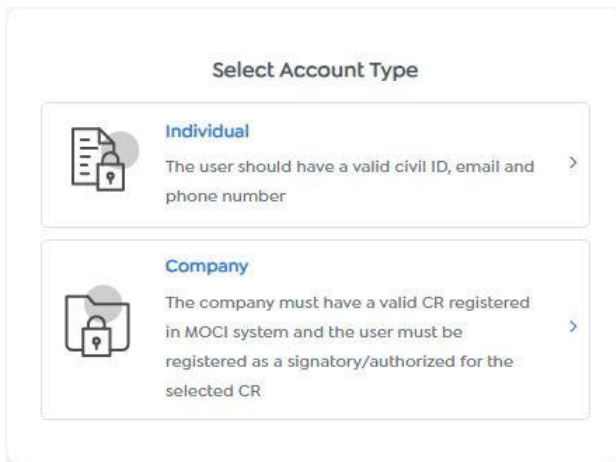 Select Account Type
Individual
The user should have a valid civil ID, email and
phone number
Company
The company must have a valid CR registered
in MOCI system and the user must be
registered as a signatory/authorized for the
selected CR